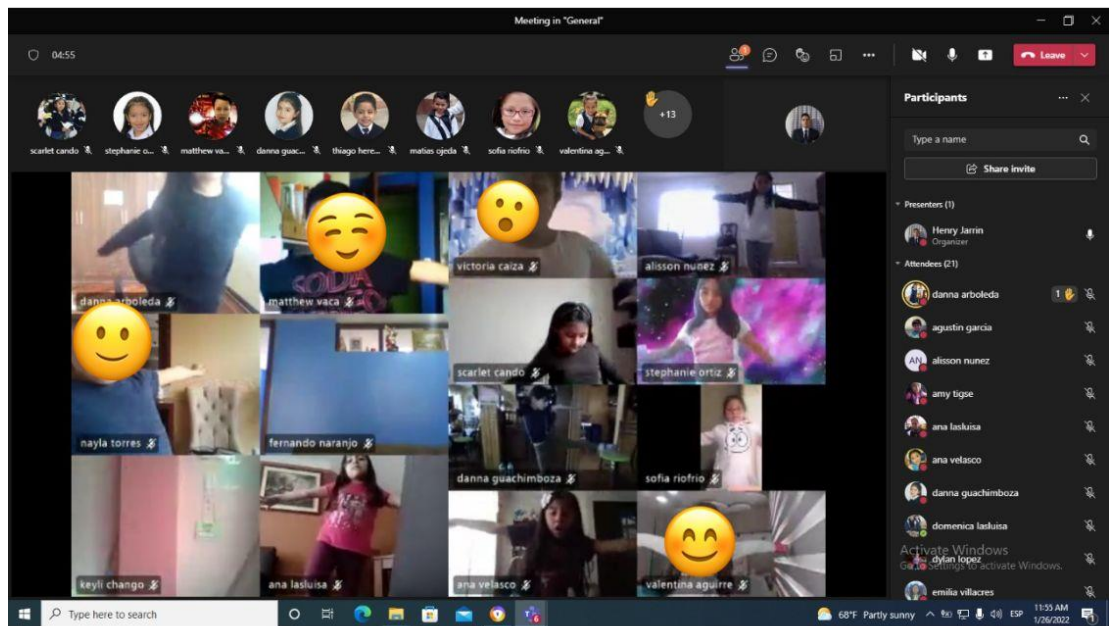 Meeting in "General"
04:55
1
Leave
scarlet cando
stephanie o...
matthew va...
danna guac...
thiago here...
matias ojeda
sofia riofrio
valentina ag...
+13
danna arboleda
matthew vaca
victoria caiza
alisson nunez
scarlet cando
stephanie ortiz
nayla torres
fernando naranjo
danna guachimboza
sofia riofrio
keyli chango
ana lasluisa
ana velasco
valentina aguirre
SODA
Participants
Type a name
Share invite
Presenters (1)
Henry Jarrin
Organizer
Attendees (21)
danna arboleda 1
agustin garcia
AN alisson nunez
amy tigse
ana lasluisa
ana velasco
danna guachimboza
domenica lasluisa
Activate Windows
dylan lopez
Go to Settings to activate Windows.
emilia villacres
Type here to search
68°F Partly sunny
ESP
11:55 AM
1/26/2022
1